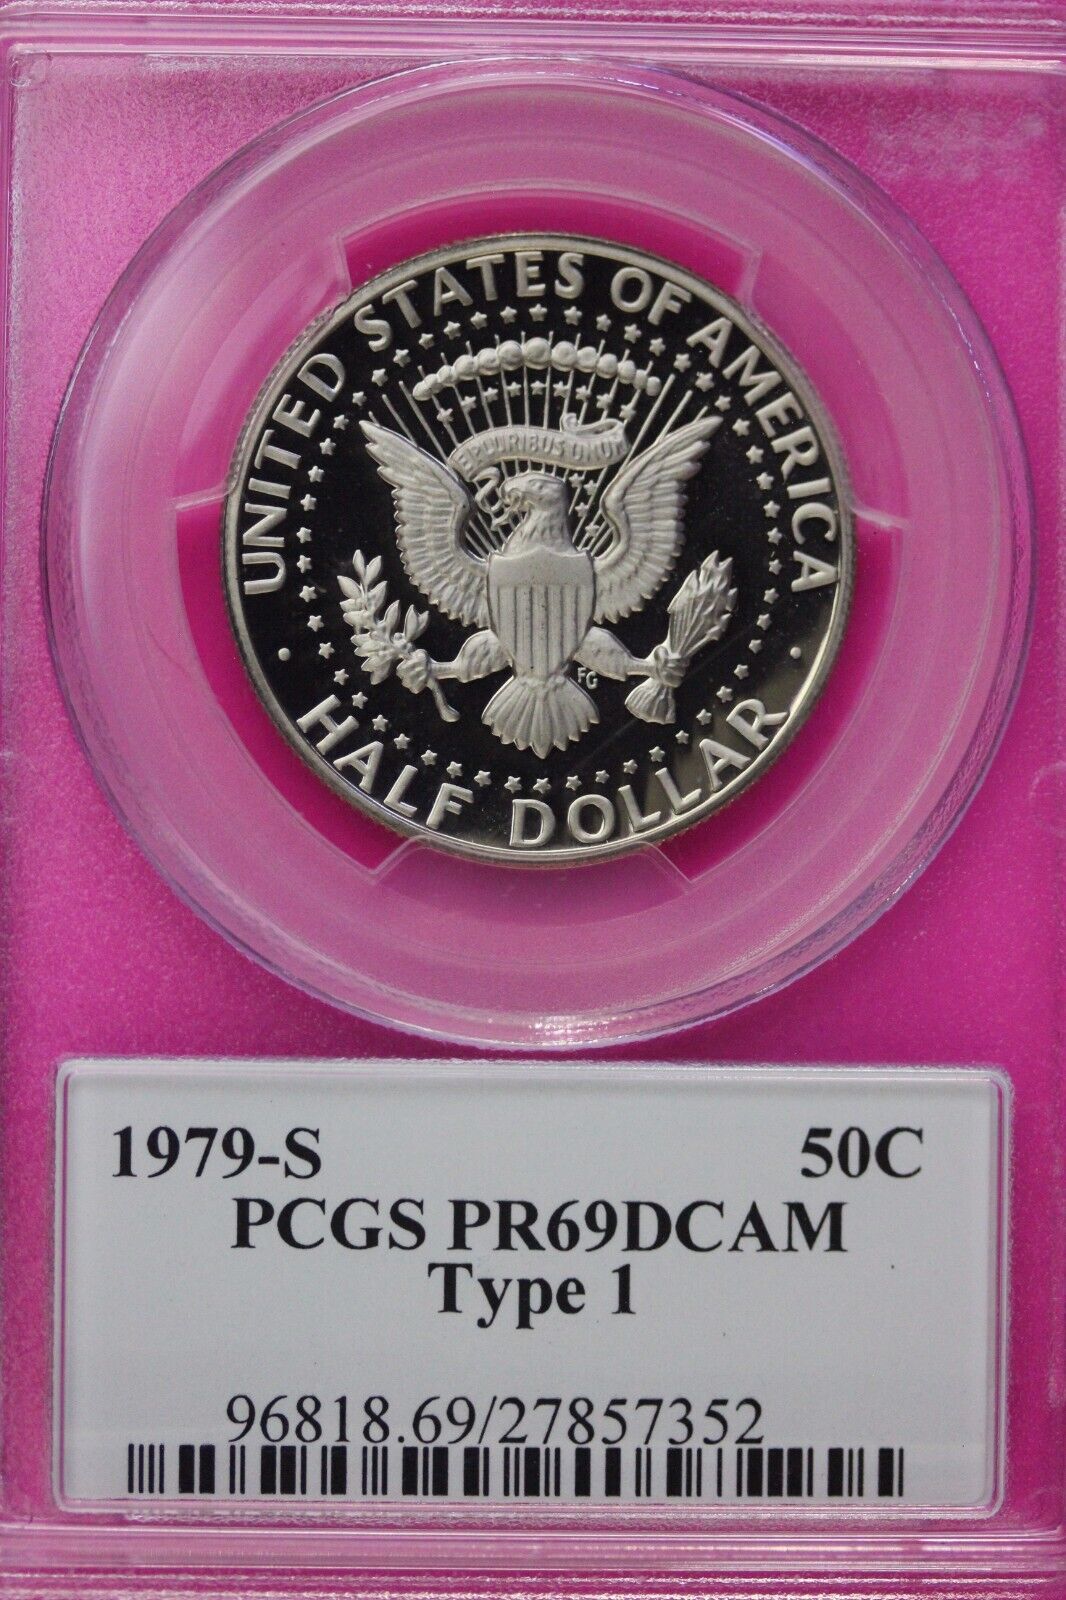 UNITED STATES OF AMERICA
E PLURIBUS UNUM
FG
· HALF DOLLAR ·
1979-S 50C
PCGS PR69DCAM
Type 1
96818.69/27857352